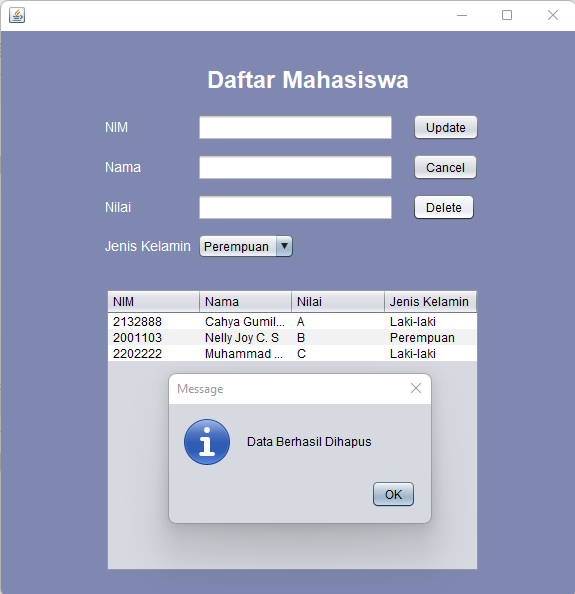 Daftar Mahasiswa
NIM Update
Nama Cancel
Nilai Delete
Jenis Kelamin Perempuan
NIM Nama Nilai Jenis Kelamin
2132888 Cahya Gumil... A Laki-laki
2001103 Nelly Joy C. S B Perempuan
2202222 Muhammad ... C Laki-laki
Message
Data Berhasil Dihapus
OK